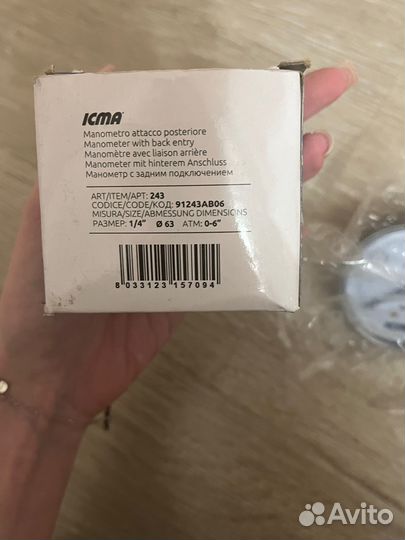 ICMA
Manometro attacco posteriore
Manometer with back entry
Manomètre avec liaison arrière
Manometer mit hinterem Anschluss
Манометр с задним подключением
ART/ITEM/АРТ: 243
CODICE/CODE/КОД: 91243AB06
MISURA/SIZE/ABMESSUNG DIMENSIONS
РАЗМЕР: 1/4” Ø 63 ATM: 0-6”
8 033123 157094
Avito